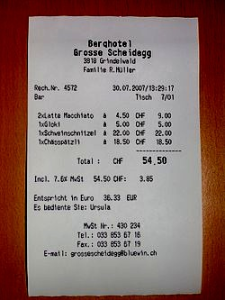 Berghotel
Grosse Scheidegg
3818 Grindelwald
Familie R.Müller
Rech.Nr. 4572 30.07.2007/13:29:17
Bar Tisch 7/01
2xLatte Macchiato à 4.50 CHF 9.00
1xGloki à 5.00 CHF 5.00
1xSchweinschnitzel à 22.00 CHF 22.00
1xChässpätzli à 18.50 CHF 18.50
Total : CHF 54.50
Incl. 7.6% MwSt 54.50 CHF: 3.85
Entspricht in Euro 36.33 EUR
Es bediente Sie: Ursula
MwSt Nr.: 430 234
Tel.: 033 853 67 16
Fax.: 033 853 67 19
E-mail: grossescheidegg@bluewin.ch